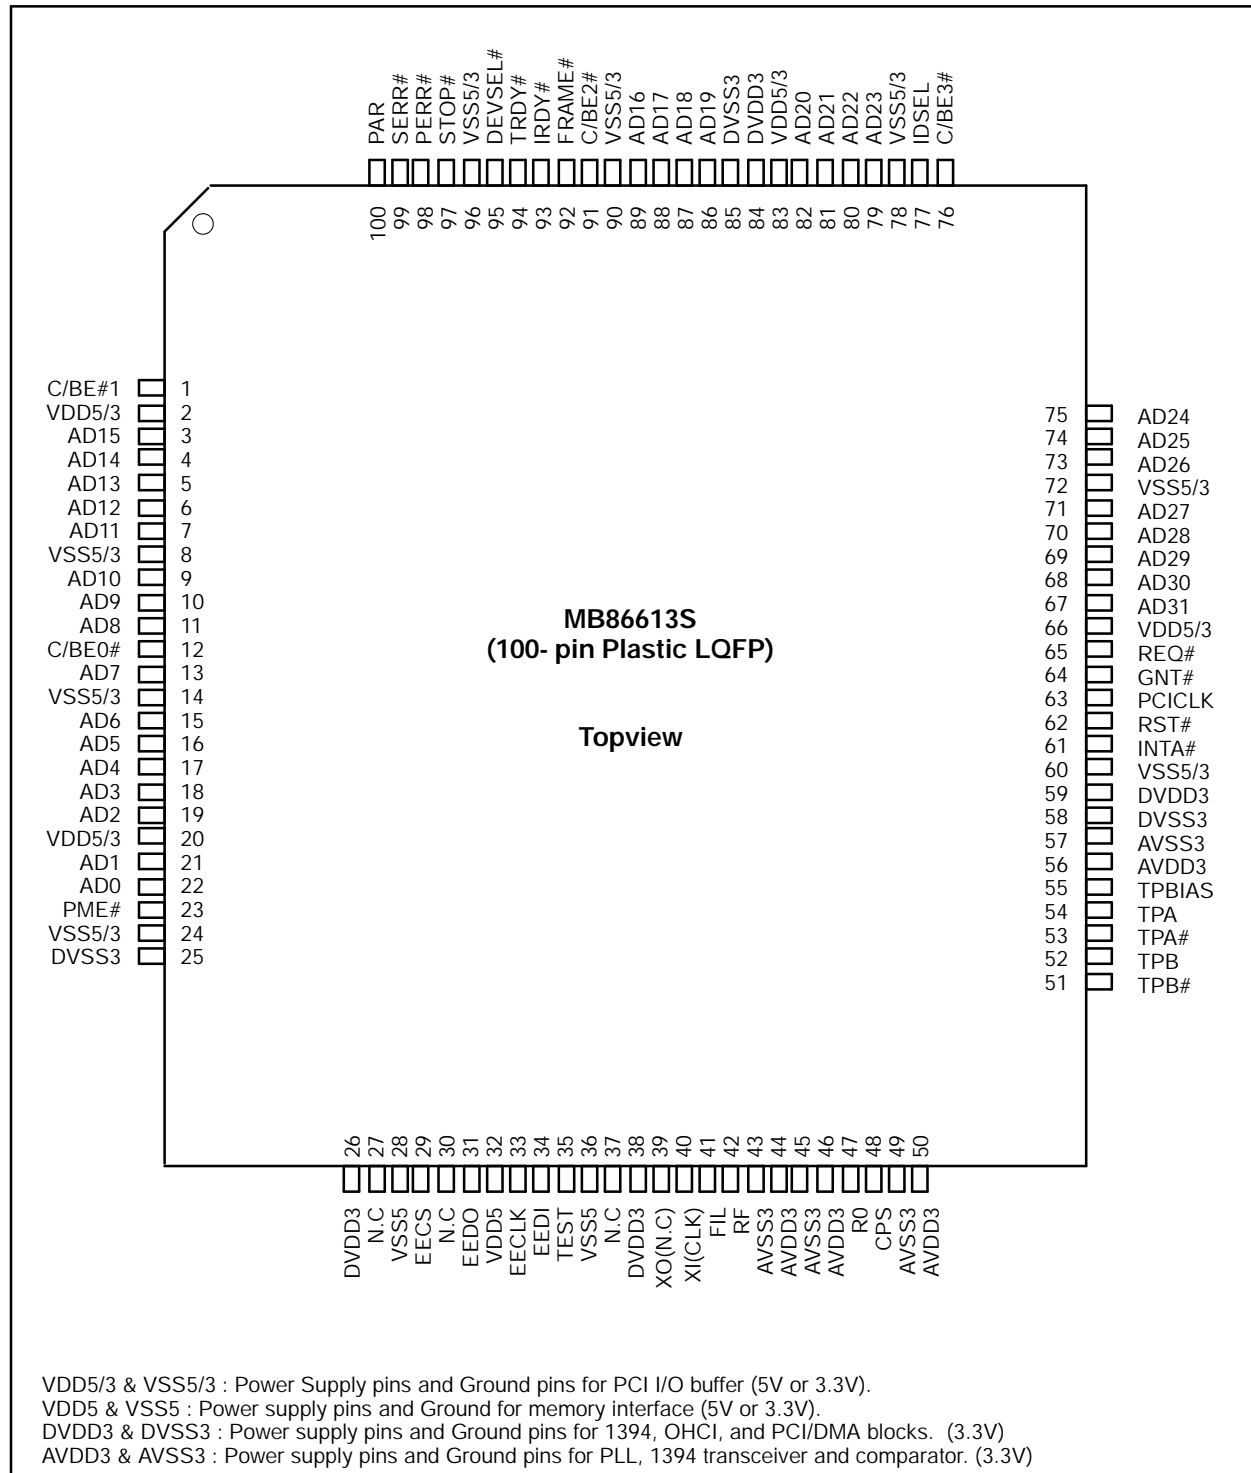 PAR
SERR#
PERR#
STOP#
VSS5/3
DEVSEL#
TRDY#
IRDY#
FRAME#
C/BE2#
VSS5/3
AD16
AD17
AD18
AD19
DVSS3
DVDD3
VDD5/3
AD20
AD21
AD22
AD23
VSS5/3
IDSEL
C/BE3#
100
99
98
97
96
95
94
93
92
91
90
89
88
87
86
85
84
83
82
81
80
79
78
77
76
C/BE#1 1
VDD5/3 2
AD15 3
AD14 4
AD13 5
AD12 6
AD11 7
VSS5/3 8
AD10 9
AD9 10
AD8 11
C/BE0# 12
AD7 13
VSS5/3 14
AD6 15
AD5 16
AD4 17
AD3 18
AD2 19
VDD5/3 20
AD1 21
AD0 22
PME# 23
VSS5/3 24
DVSS3 25
MB86613S
(100- pin Plastic LQFP)
Topview
75 AD24
74 AD25
73 AD26
72 VSS5/3
71 AD27
70 AD28
69 AD29
68 AD30
67 AD31
66 VDD5/3
65 REQ#
64 GNT#
63 PCICLK
62 RST#
61 INTA#
60 VSS5/3
59 DVDD3
58 DVSS3
57 AVSS3
56 AVDD3
55 TPBIAS
54 TPA
53 TPA#
52 TPB
51 TPB#
26
27
28
29
30
31
32
33
34
35
36
37
38
39
40
41
42
43
44
45
46
47
48
49
50
DVDD3
N.C
VSS5
EECS
N.C
EEDO
VDD5
EECLK
EEDI
TEST
VSS5
N.C
DVDD3
XO(N.C)
XI(CLK)
FIL
RF
AVSS3
AVDD3
AVSS3
AVDD3
R0
CPS
AVSS3
AVDD3
VDD5/3 & VSS5/3 : Power Supply pins and Ground pins for PCI I/O buffer (5V or 3.3V).
VDD5 & VSS5 : Power supply pins and Ground for memory interface (5V or 3.3V).
DVDD3 & DVSS3 : Power supply pins and Ground pins for 1394, OHCI, and PCI/DMA blocks. (3.3V)
AVDD3 & AVSS3 : Power supply pins and Ground pins for PLL, 1394 transceiver and comparator. (3.3V)